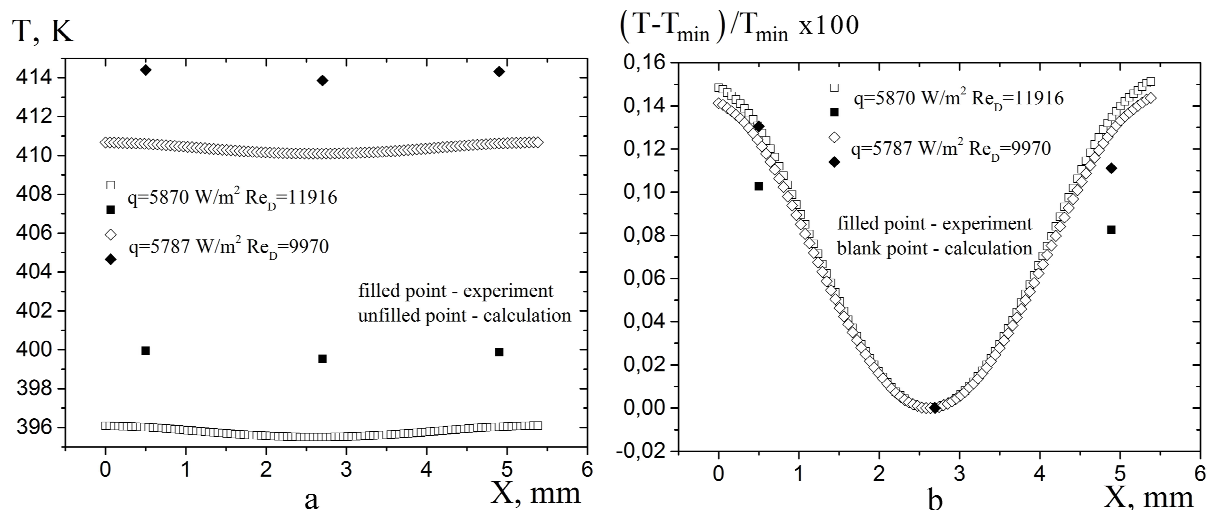 T, K
414
412
410
408
406
404
402
400
398
396
q=5870 W/m² Re_D=11916
q=5787 W/m² Re_D=9970
filled point - experiment
unfilled point - calculation
0 1 2 3 4 5 6
a
X, mm
(T-T_min)/T_min x100
0,16
0,14
0,12
0,10
0,08
0,06
0,04
0,02
0,00
-0,02
q=5870 W/m² Re_D=11916
q=5787 W/m² Re_D=9970
filled point - experiment
blank point - calculation
0 1 2 3 4 5 6
b
X, mm